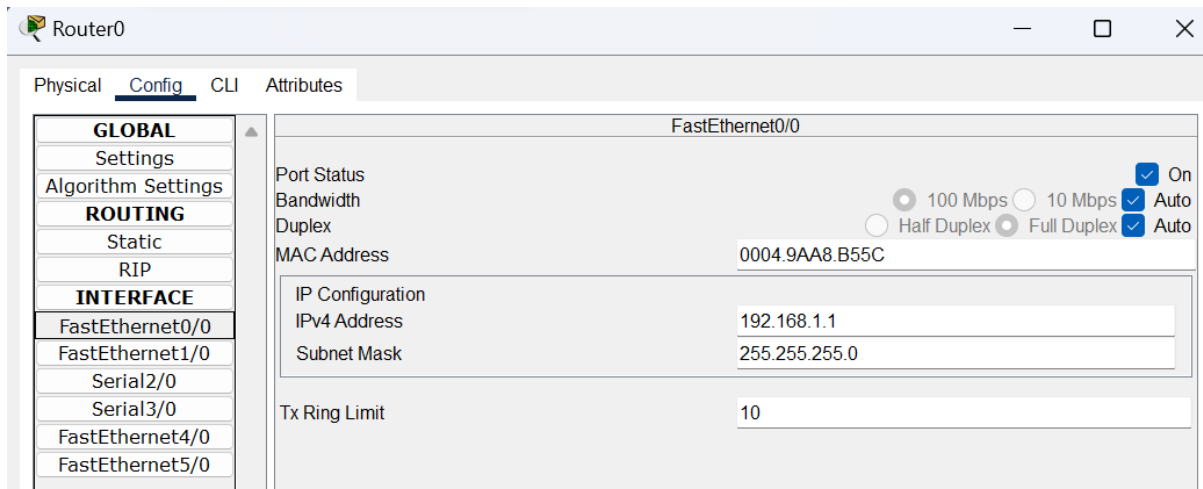 Router0
Physical Config CLI Attributes
GLOBAL
Settings
Algorithm Settings
ROUTING
Static
RIP
INTERFACE
FastEthernet0/0
FastEthernet1/0
Serial2/0
Serial3/0
FastEthernet4/0
FastEthernet5/0
FastEthernet0/0
Port Status On
Bandwidth 100 Mbps 10 Mbps Auto
Duplex Half Duplex Full Duplex Auto
MAC Address 0004.9AA8.B55C
IP Configuration
IPv4 Address 192.168.1.1
Subnet Mask 255.255.255.0
Tx Ring Limit 10